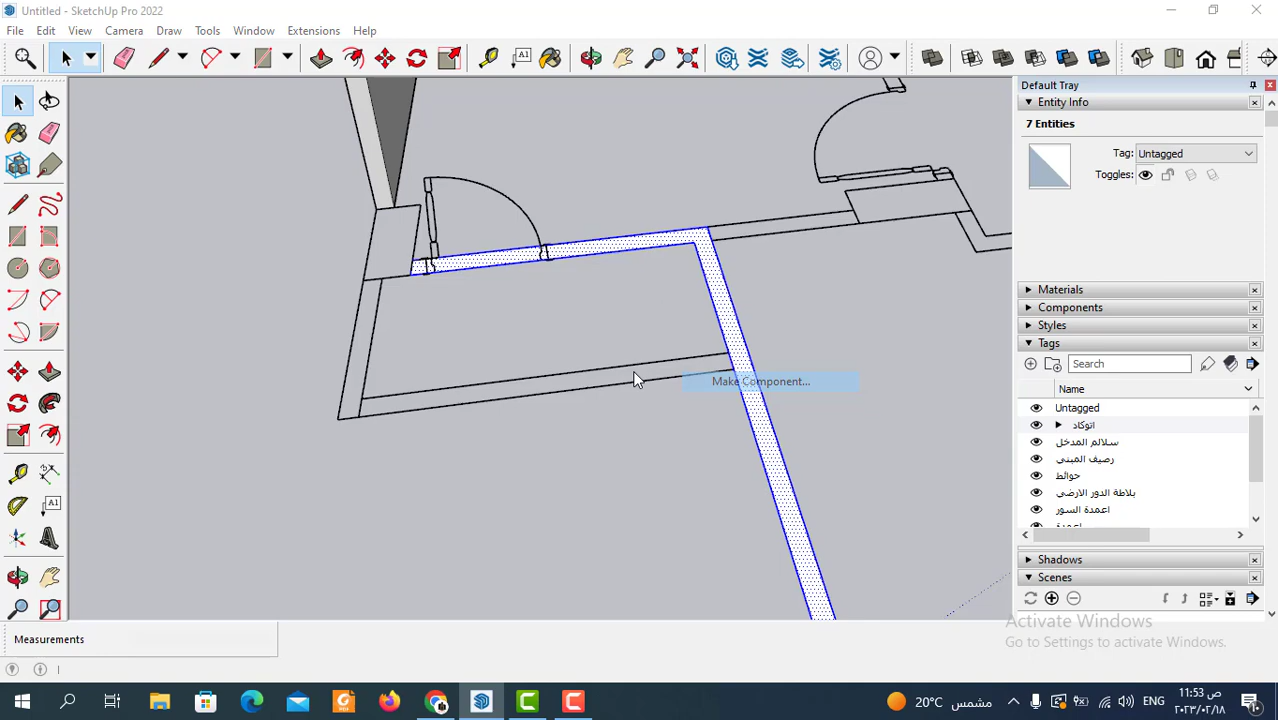 Untitled - SketchUp Pro 2022
File Edit View Camera Draw Tools Window Extensions Help
A1
Default Tray
Entity Info
7 Entities
Tag: Untagged
Toggles:
Materials
Components
Styles
Tags
Search
Name
Untagged
اتوكاد
سلالم المدخل
رصيف المبنى
حوائط
بلاطة الدور الارضي
اعمدة السور
اعمدة
Shadows
Scenes
Make Component...
A1
Activate Windows
Go to Settings to activate Windows.
Measurements
20°C مشمس
ENG
11:53 ص
٢٠٢٣/٠٢/١٨